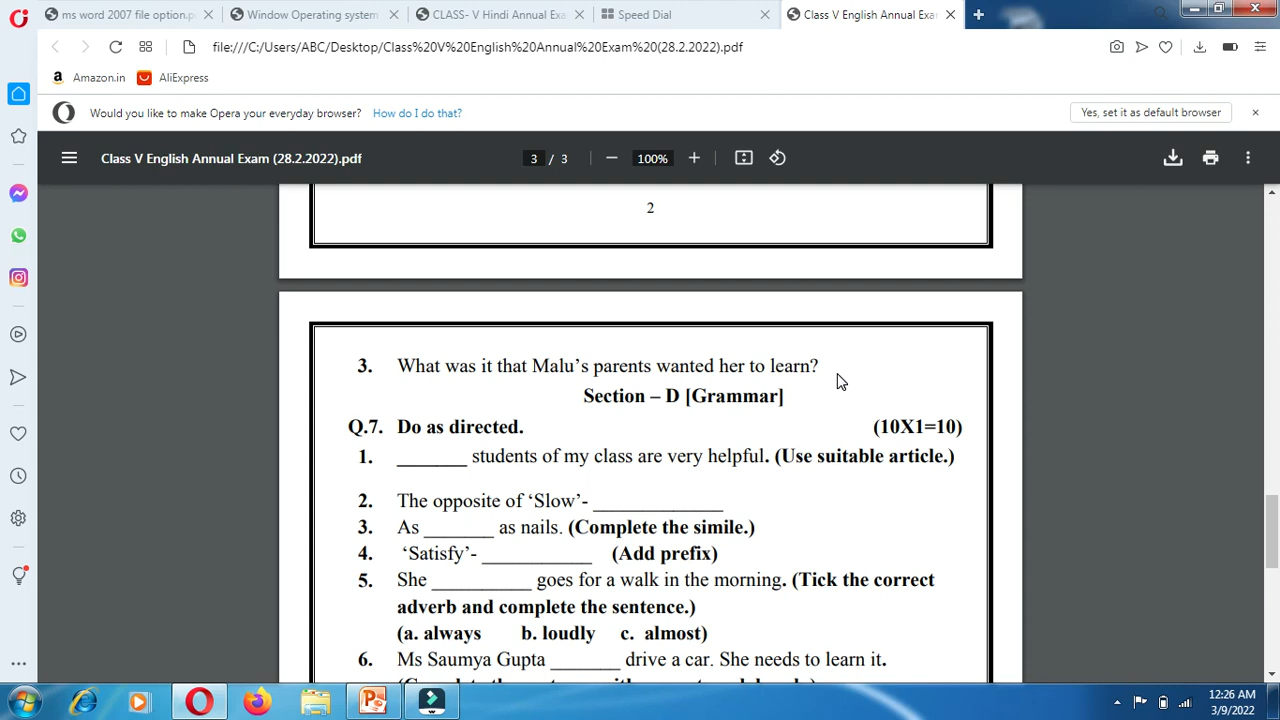 ms word 2007 file option.p
Window Operating system
CLASS- V Hindi Annual Exa
Speed Dial
Class V English Annual Exam
file:///C:/Users/ABC/Desktop/Class%20V%20English%20Annual%20Exam%20(28.2.2022).pdf
Amazon.in
AliExpress
Would you like to make Opera your everyday browser? How do I do that?
Yes, set it as default browser
Class V English Annual Exam (28.2.2022).pdf
3 / 3
100%
2
3. What was it that Malu’s parents wanted her to learn?
Section – D [Grammar]
Q.7. Do as directed. (10X1=10)
1. _______ students of my class are very helpful. (Use suitable article.)
2. The opposite of ‘Slow’- _____________
3. As _______ as nails. (Complete the simile.)
4. ‘Satisfy’- ___________ (Add prefix)
5. She __________ goes for a walk in the morning. (Tick the correct
adverb and complete the sentence.)
(a. always b. loudly c. almost)
6. Ms Saumya Gupta _______ drive a car. She needs to learn it.
12:26 AM
3/9/2022